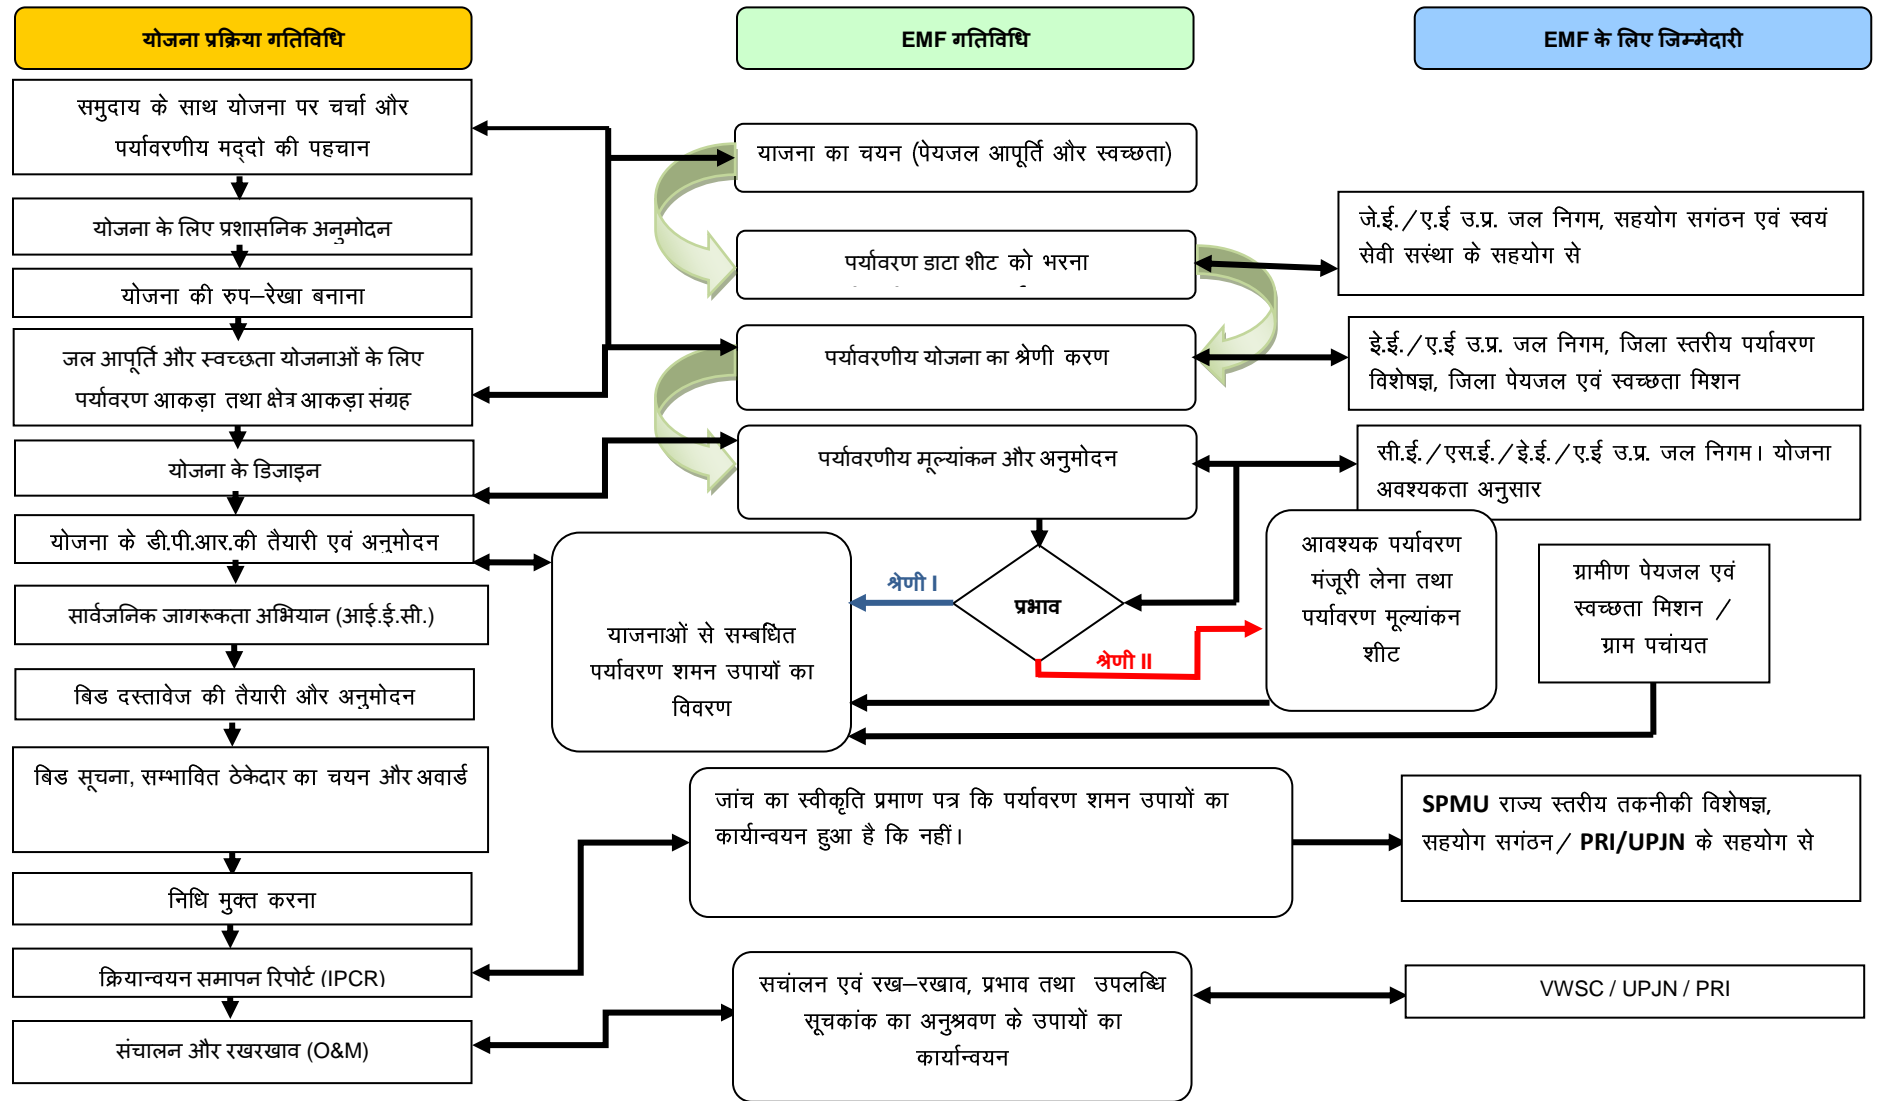 योजना प्रक्रिया गतिविधि
EMF गतिविधि
EMF के लिए जिम्मेदारी
समुदाय के साथ योजना पर चर्चा और
पर्यावरणीय मद्दो की पहचान
योजना के लिए प्रशासनिक अनुमोदन
योजना की रुप–रेखा बनाना
जल आपूर्ति और स्वच्छता योजनाओं के लिए
पर्यावरण आकड़ा तथा क्षेत्र आकड़ा संग्रह
योजना के डिजाइन
योजना के डी.पी.आर.की तैयारी एवं अनुमोदन
सार्वजनिक जागरूकता अभियान (आई.ई.सी.)
बिड दस्तावेज की तैयारी और अनुमोदन
बिड सूचना, सम्भावित ठेकेदार का चयन और अवार्ड
निधि मुक्त करना
क्रियान्वयन समापन रिपोर्ट (IPCR)
संचालन और रखरखाव (O&M)
याजना का चयन (पेयजल आपूर्ति और स्वच्छता)
पर्यावरण डाटा शीट को भरना
पर्यावरणीय योजना का श्रेणी करण
पर्यावरणीय मूल्यांकन और अनुमोदन
प्रभाव
श्रेणी I
श्रेणी II
याजनाओं से सम्बधिंत
पर्यावरण शमन उपायों का
विवरण
आवश्यक पर्यावरण
मंजूरी लेना तथा
पर्यावरण मूल्यांकन
शीट
जांच का स्वीकृति प्रमाण पत्र कि पर्यावरण शमन उपायों का
कार्यान्वयन हुआ है कि नहीं।
सचांलन एवं रख–रखाव, प्रभाव तथा उपलब्धि
सूचकांक का अनुश्रवण के उपायों का
कार्यान्वयन
जे.ई./ए.ई उ.प्र. जल निगम, सहयोग सगंठन एवं स्वयं
सेवी सस्ंथा के सहयोग से
ई.ई./ए.ई उ.प्र. जल निगम, जिला स्तरीय पर्यावरण
विशेषज्ञ, जिला पेयजल एवं स्वच्छता मिशन
सी.ई./एस.ई./ई.ई./ए.ई उ.प्र. जल निगम। योजना
अवश्यकता अनुसार
ग्रामीण पेयजल एवं
स्वच्छता मिशन /
ग्राम पचांयत
SPMU राज्य स्तरीय तकनीकी विशेषज्ञ,
सहयोग सगंठन/ PRI/UPJN के सहयोग से
VWSC / UPJN / PRI